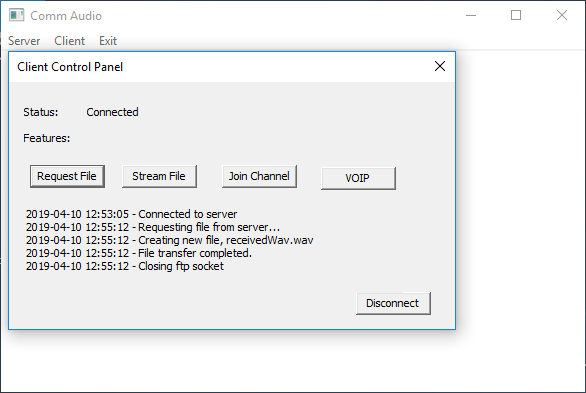 Comm Audio
Server Client Exit
Client Control Panel
Status: Connected
Features:
Request File Stream File Join Channel VOIP
2019-04-10 12:53:05 - Connected to server
2019-04-10 12:55:12 - Requesting file from server...
2019-04-10 12:55:12 - Creating new file, receivedWav.wav
2019-04-10 12:55:12 - File transfer completed.
2019-04-10 12:55:12 - Closing ftp socket
Disconnect